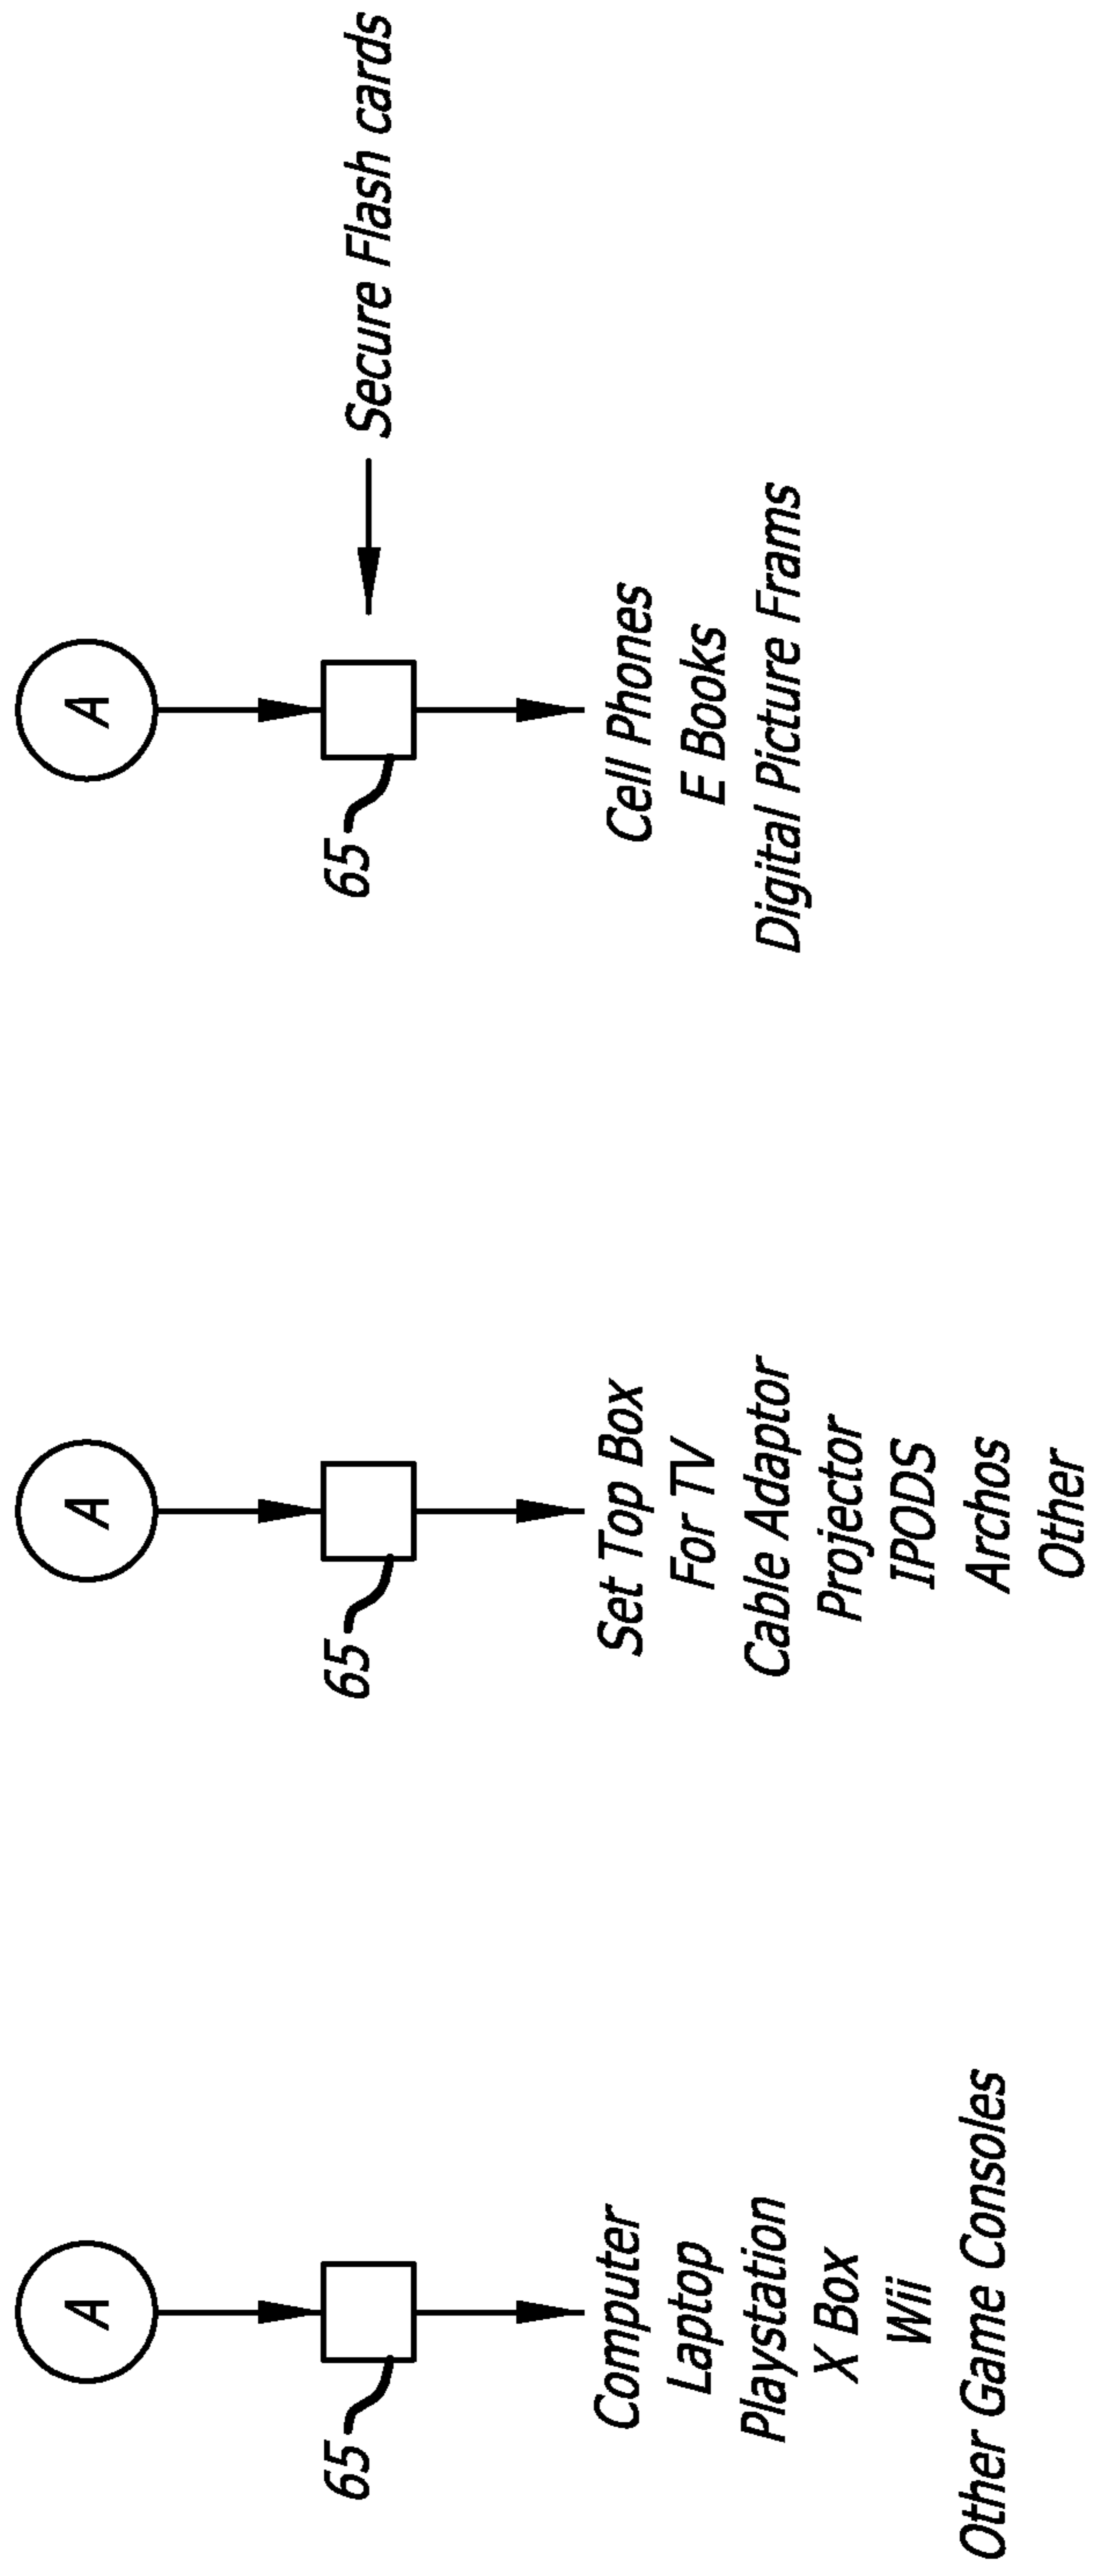 A
65
Computer
Laptop
Playstation
X Box
Wii
Other Game Consoles
A
65
Set Top Box
For TV
Cable Adaptor
Projector
IPODS
Archos
Other
A
65
Secure Flash cards
Cell Phones
E Books
Digital Picture Frams